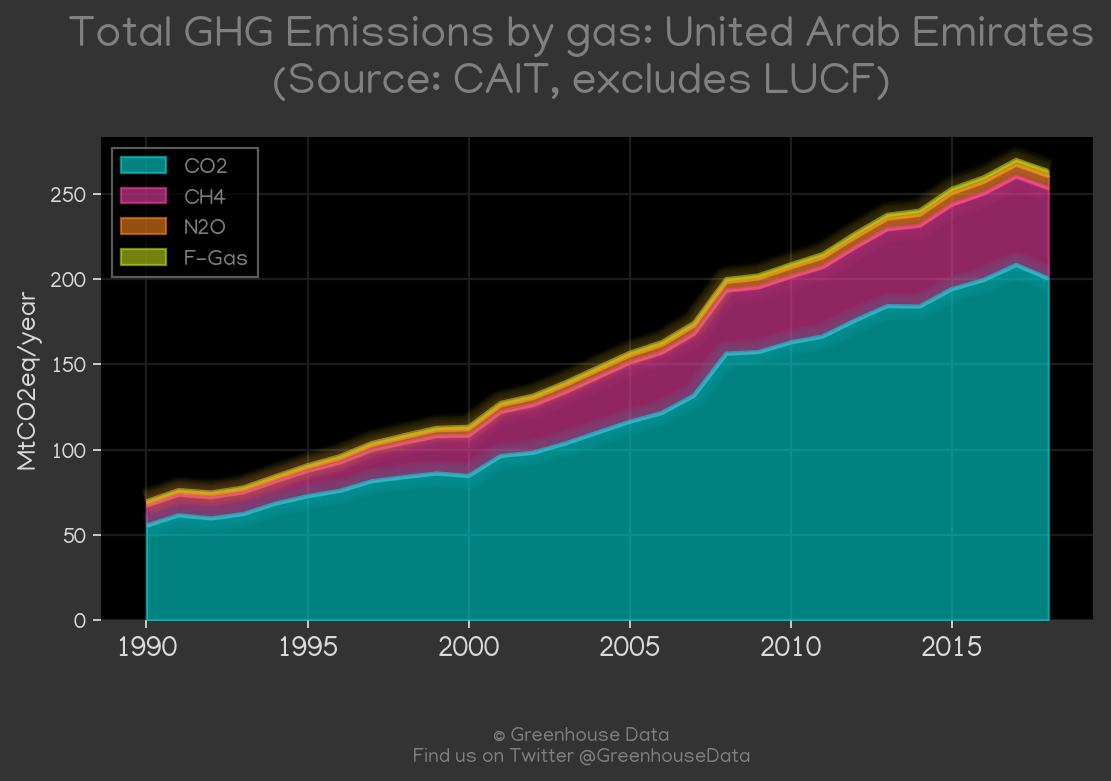 Total GHG Emissions by gas: United Arab Emirates
(Source: CAIT, excludes LUCF)
CO2
CH4
N2O
F-Gas
MtCO2eq/year
250
200
150
100
50
0
1990 1995 2000 2005 2010 2015
© Greenhouse Data
Find us on Twitter @GreenhouseData